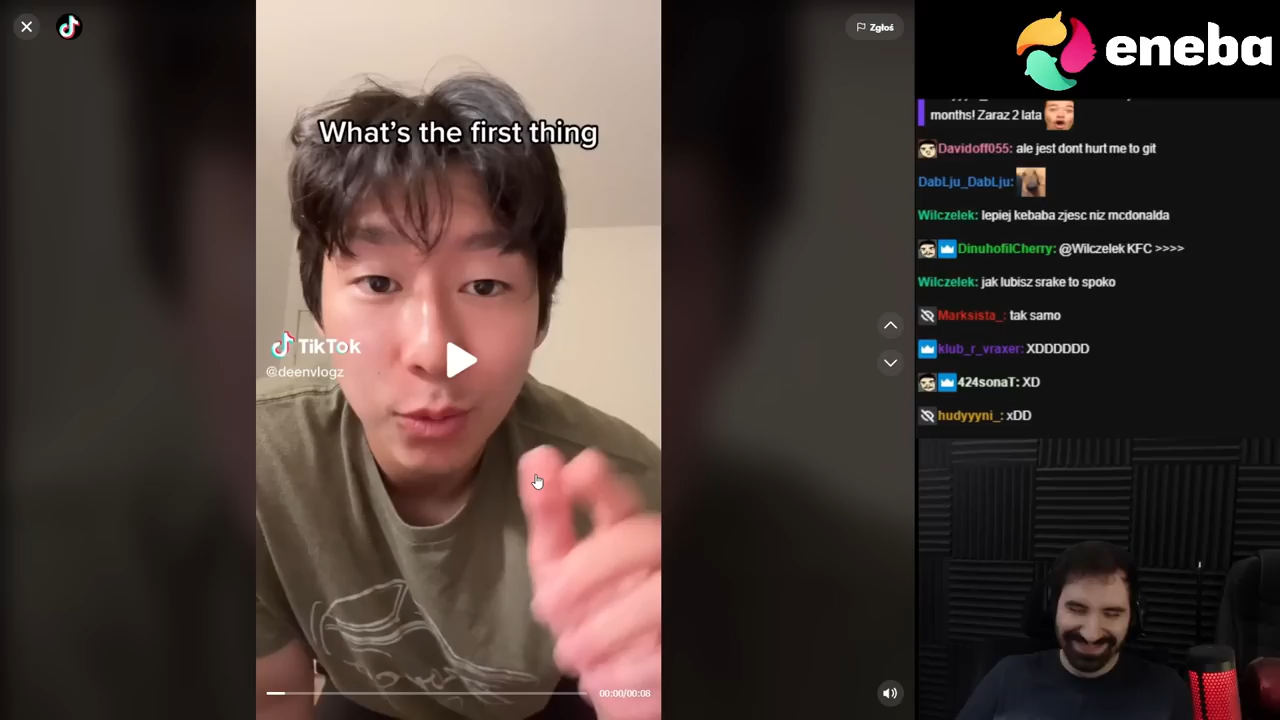 Zgłoś
What's the first thing
TikTok
@deenvlogz
00:00/00:08
eneba
months! Zaraz 2 lata
Davidoff055: ale jest dont hurt me to git
DabLju_DabLju:
Wilczelek: lepiej kebaba zjesc niz mcdonalda
DinuhofilCherry: @Wilczelek KFC >>>>
Wilczelek: jak lubisz srake to spoko
Marksista_: tak samo
klub_r_vraxer: XDDDDDD
424sonaT: XD
hudyyyni_: xDD